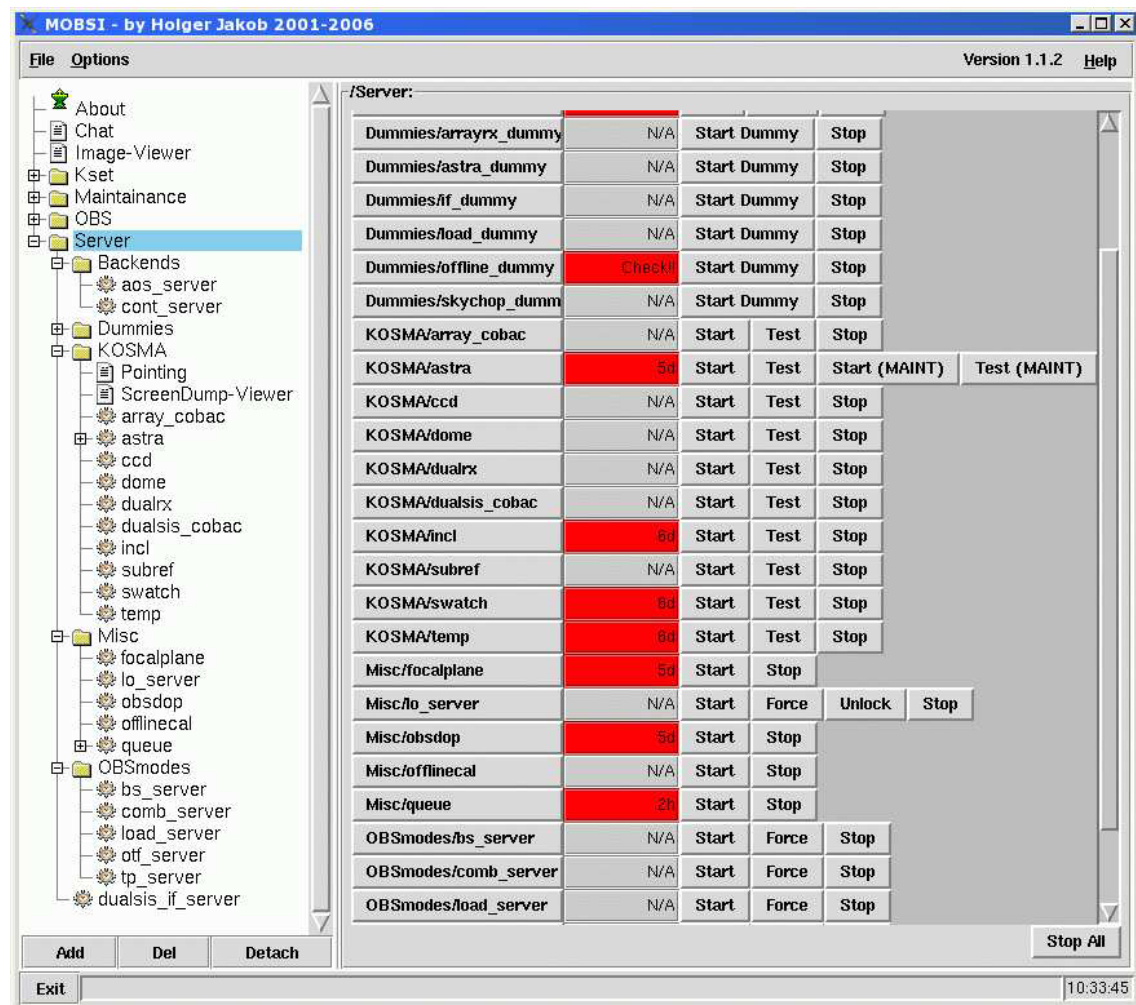 MOBSI - by Holger Jakob 2001-2006
File Options Version 1.1.2 Help
About
Chat
Image-Viewer
Kset
Maintainance
OBS
Server
Backends
aos_server
cont_server
Dummies
KOSMA
Pointing
ScreenDump-Viewer
array_cobac
astra
ccd
dome
dualrx
dualsis_cobac
incl
subref
swatch
temp
Misc
focalplane
lo_server
obsdop
offlinecal
queue
OBSmodes
bs_server
comb_server
load_server
otf_server
tp_server
dualsis_if_server
Add Del Detach
/Server:
Dummies/arrayrx_dummy N/A Start Dummy Stop
Dummies/astra_dummy N/A Start Dummy Stop
Dummies/if_dummy N/A Start Dummy Stop
Dummies/load_dummy N/A Start Dummy Stop
Dummies/offline_dummy Check!! Start Dummy Stop
Dummies/skychop_dumm N/A Start Dummy Stop
KOSMA/array_cobac N/A Start Test Stop
KOSMA/astra 5d Start Test Start (MAINT) Test (MAINT)
KOSMA/ccd N/A Start Test Stop
KOSMA/dome N/A Start Test Stop
KOSMA/dualrx N/A Start Test Stop
KOSMA/dualsis_cobac N/A Start Test Stop
KOSMA/incl 6d Start Test Stop
KOSMA/subref N/A Start Test Stop
KOSMA/swatch 6d Start Test Stop
KOSMA/temp 6d Start Test Stop
Misc/focalplane 5d Start Stop
Misc/lo_server N/A Start Force Unlock Stop
Misc/obsdop 5d Start Stop
Misc/offlinecal N/A Start Stop
Misc/queue 2h Start Stop
OBSmodes/bs_server N/A Start Force Stop
OBSmodes/comb_server N/A Start Force Stop
OBSmodes/load_server N/A Start Force Stop
Stop All
Exit 10:33:45